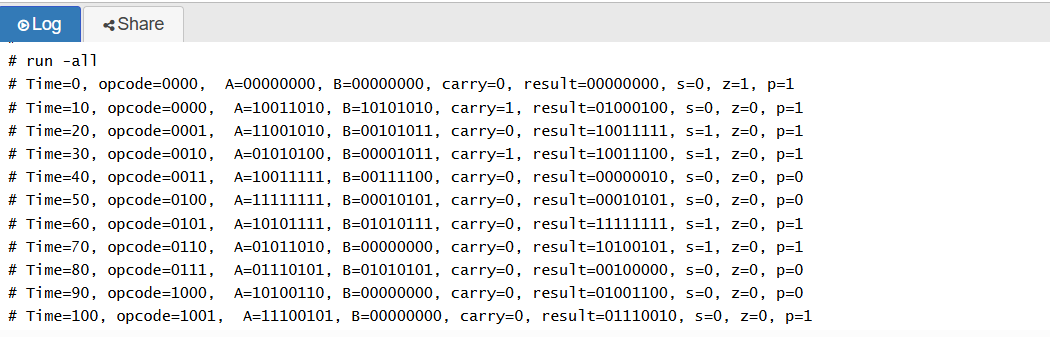 Log Share
# run -all
# Time=0, opcode=0000,  A=00000000, B=00000000, carry=0, result=00000000, s=0, z=1, p=1
# Time=10, opcode=0000,  A=10011010, B=10101010, carry=1, result=01000100, s=0, z=0, p=1
# Time=20, opcode=0001,  A=11001010, B=00101011, carry=0, result=10011111, s=1, z=0, p=1
# Time=30, opcode=0010,  A=01010100, B=00001011, carry=1, result=10011100, s=1, z=0, p=1
# Time=40, opcode=0011,  A=10011111, B=00111100, carry=0, result=00000010, s=0, z=0, p=0
# Time=50, opcode=0100,  A=11111111, B=00010101, carry=0, result=00010101, s=0, z=0, p=0
# Time=60, opcode=0101,  A=10101111, B=01010111, carry=0, result=11111111, s=1, z=0, p=1
# Time=70, opcode=0110,  A=01011010, B=00000000, carry=0, result=10100101, s=1, z=0, p=1
# Time=80, opcode=0111,  A=01110101, B=01010101, carry=0, result=00100000, s=0, z=0, p=0
# Time=90, opcode=1000,  A=10100110, B=00000000, carry=0, result=01001100, s=0, z=0, p=0
# Time=100, opcode=1001,  A=11100101, B=00000000, carry=0, result=01110010, s=0, z=0, p=1